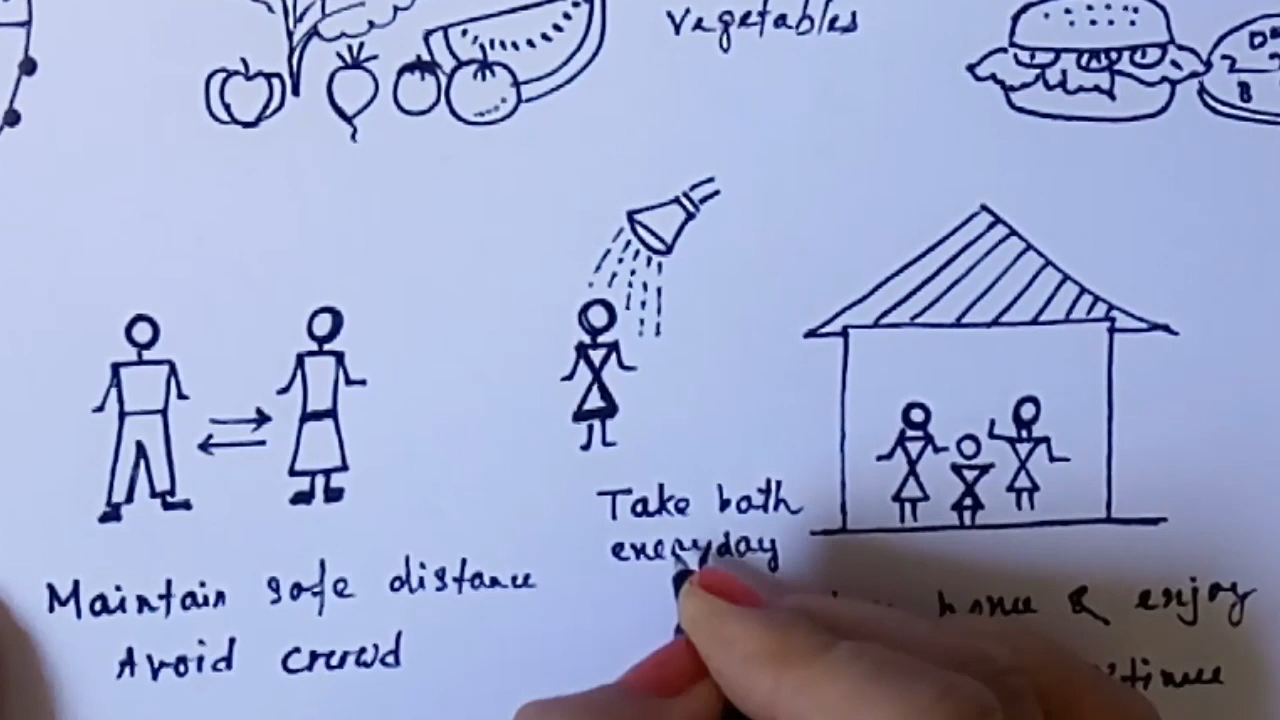 vegetables
Take bath
everyday
Maintain safe distance
Avoid crowd
& enjoy